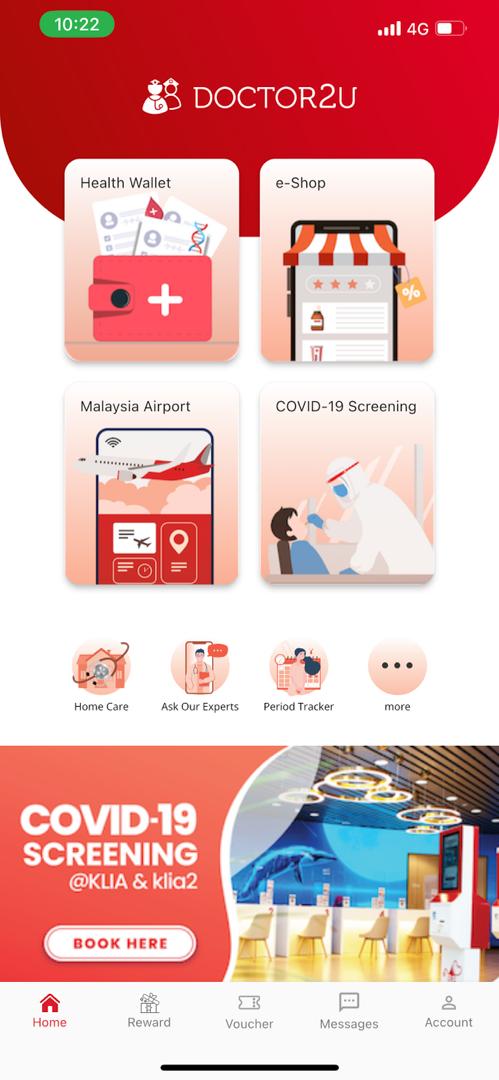 10:22
4G
DOCTOR2U
Health Wallet
e-Shop
%
Malaysia Airport
COVID-19 Screening
Home Care
Ask Our Experts
Period Tracker
more
COVID-19
SCREENING
@KLIA & klia2
BOOK HERE
Home
Reward
Voucher
Messages
Account